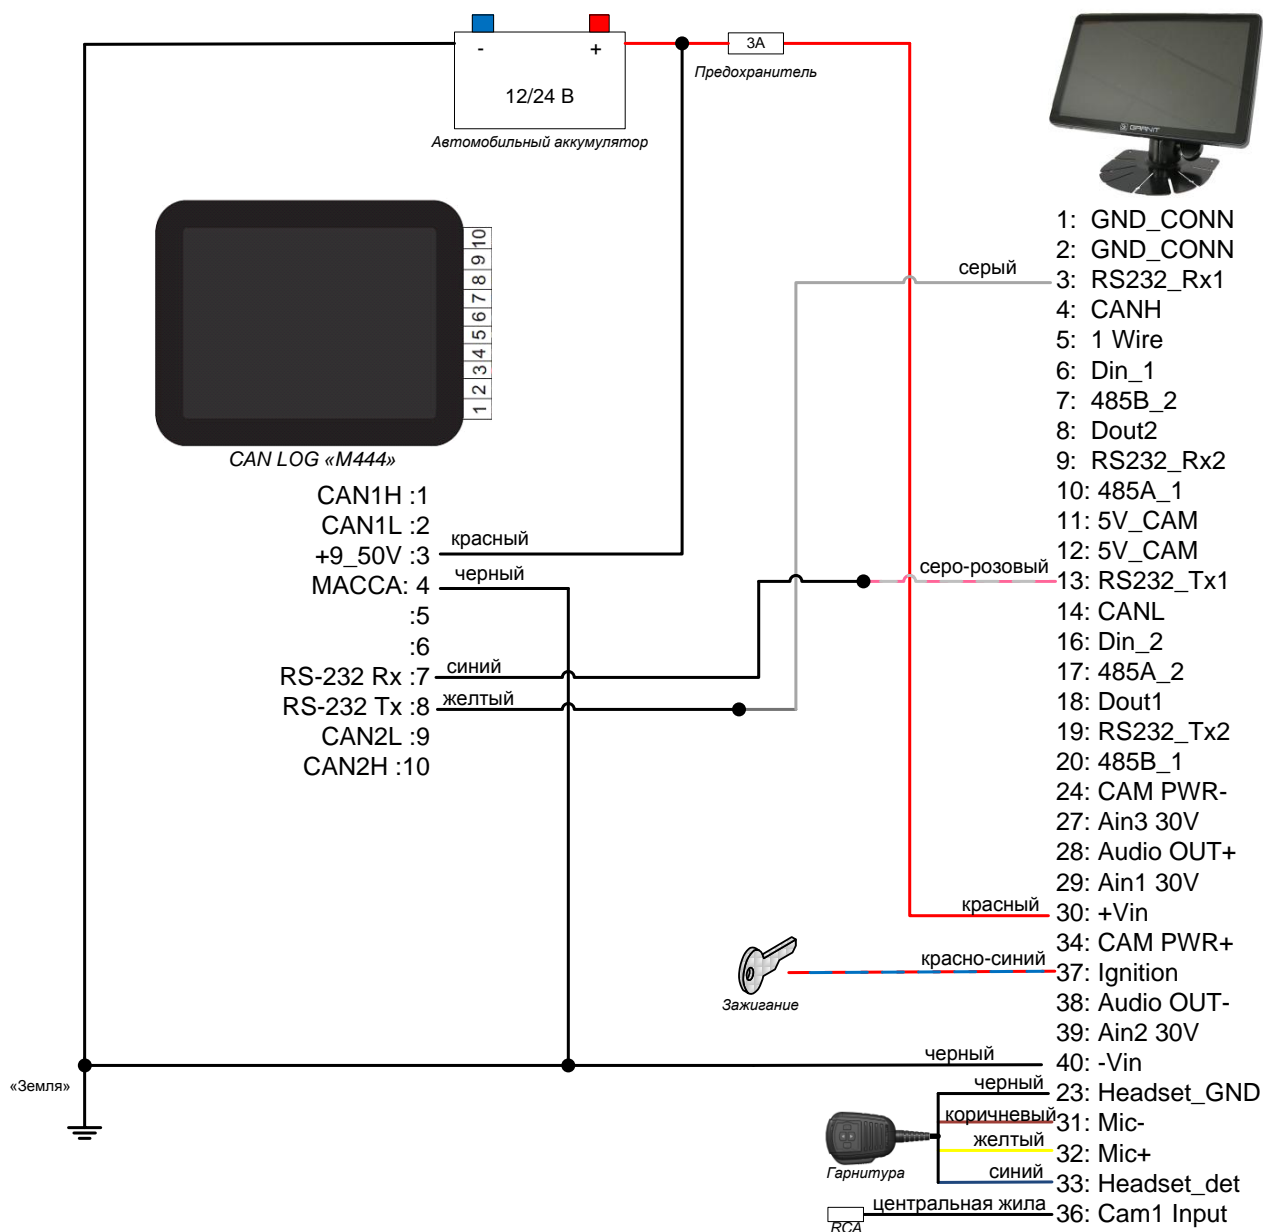 - +
12/24 В
Автомобильный аккумулятор
3А
Предохранитель
GRANIT
10
9
8
7
6
5
4
3
2
1
CAN LOG «М444»
CAN1H :1
CAN1L :2
+9_50V :3
МАССА: 4
:5
:6
RS-232 Rx :7
RS-232 Tx :8
CAN2L :9
CAN2H :10
красный
черный
синий
желтый
серый
серо-розовый
красный
красно-синий
Зажигание
черный
«Земля»
черный
коричневый
желтый
синий
Гарнитура
центральная жила
RCA
1: GND_CONN
2: GND_CONN
3: RS232_Rx1
4: CANH
5: 1 Wire
6: Din_1
7: 485B_2
8: Dout2
9: RS232_Rx2
10: 485A_1
11: 5V_CAM
12: 5V_CAM
13: RS232_Tx1
14: CANL
16: Din_2
17: 485A_2
18: Dout1
19: RS232_Tx2
20: 485B_1
24: CAM PWR-
27: Ain3 30V
28: Audio OUT+
29: Ain1 30V
30: +Vin
34: CAM PWR+
37: Ignition
38: Audio OUT-
39: Ain2 30V
40: -Vin
23: Headset_GND
31: Mic-
32: Mic+
33: Headset_det
36: Cam1 Input